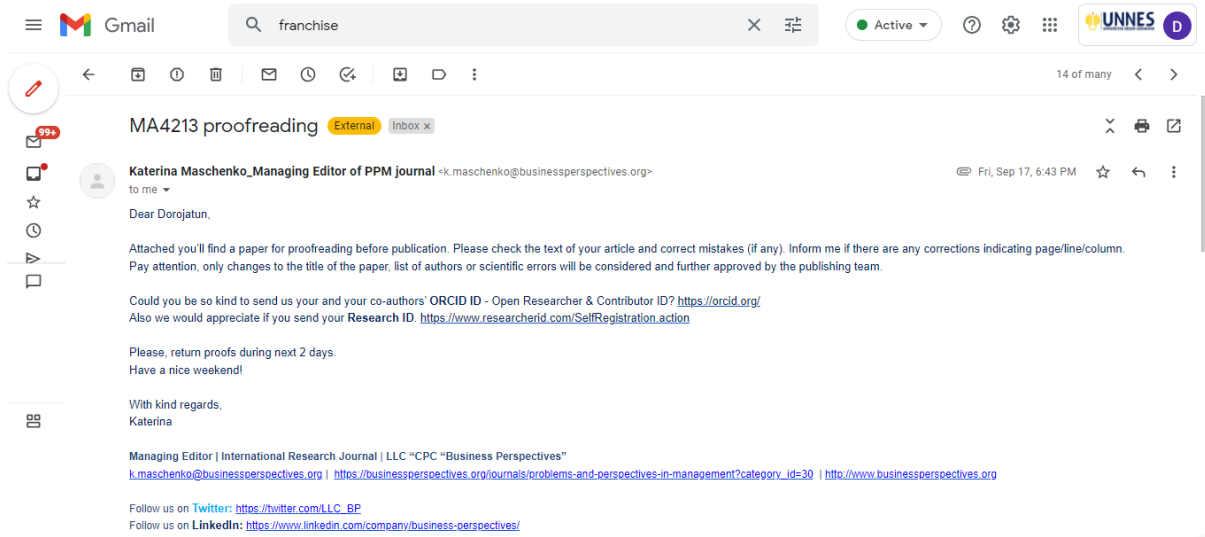 Gmail
franchise
Active
UNNES
D
14 of many
99+
MA4213 proofreading External Inbox x
Katerina Maschenko_Managing Editor of PPM journal <k.maschenko@businessperspectives.org>
Fri, Sep 17, 6:43 PM
to me
Dear Dorojatun,
Attached you'll find a paper for proofreading before publication. Please check the text of your article and correct mistakes (if any). Inform me if there are any corrections indicating page/line/column.
Pay attention, only changes to the title of the paper, list of authors or scientific errors will be considered and further approved by the publishing team.
Could you be so kind to send us your and your co-authors' ORCID ID - Open Researcher & Contributor ID? https://orcid.org/
Also we would appreciate if you send your Research ID. https://www.researcherid.com/SelfRegistration.action
Please, return proofs during next 2 days.
Have a nice weekend!
With kind regards,
Katerina
Managing Editor | International Research Journal | LLC “CPC “Business Perspectives”
k.maschenko@businessperspectives.org | https://businessperspectives.org/journals/problems-and-perspectives-in-management?category_id=30 | http://www.businessperspectives.org
Follow us on Twitter: https://twitter.com/LLC_BP
Follow us on LinkedIn: https://www.linkedin.com/company/business-perspectives/